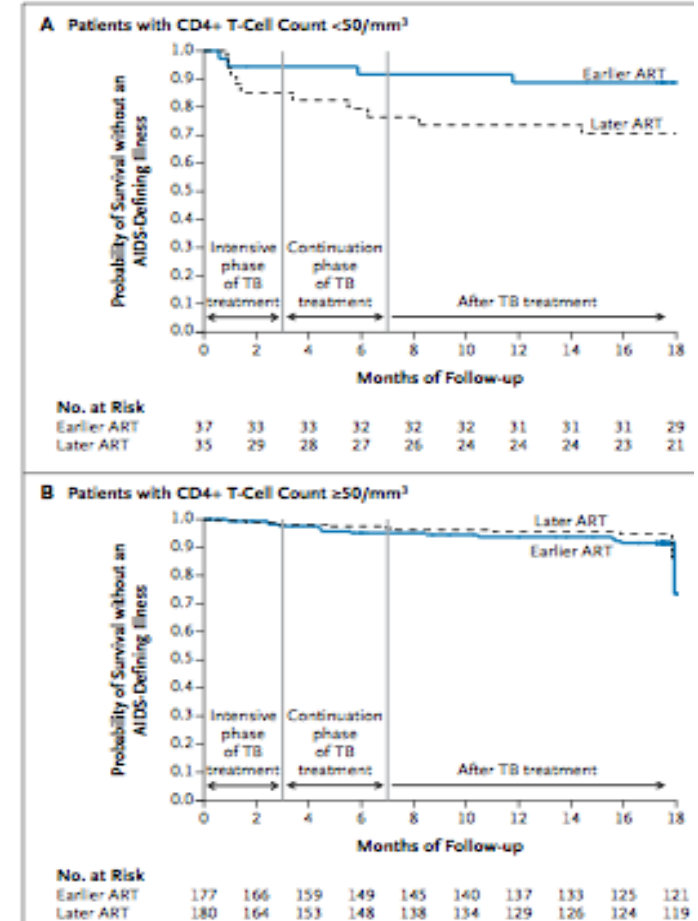 A Patients with CD4+ T-Cell Count <50/mm³
Probability of Survival without an
AIDS-Defining Illness
1.0
0.9
0.8
0.7
0.6
0.5
0.4
0.3
0.2
0.1
0.0
Earlier ART
Later ART
Intensive
phase
of TB
treatment
Continuation
phase
of TB
treatment
After TB treatment
0 2 4 6 8 10 12 14 16 18
Months of Follow-up
No. at Risk
Earlier ART 37 33 33 32 32 32 31 31 31 29
Later ART 35 29 28 27 26 24 24 24 23 21
B Patients with CD4+ T-Cell Count ≥50/mm³
Probability of Survival without an
AIDS-Defining Illness
1.0
0.9
0.8
0.7
0.6
0.5
0.4
0.3
0.2
0.1
0.0
Later ART
Earlier ART
Intensive
phase
of TB
treatment
Continuation
phase
of TB
treatment
After TB treatment
0 2 4 6 8 10 12 14 16 18
Months of Follow-up
No. at Risk
Earlier ART 177 166 159 149 145 140 137 133 125 121
Later ART 180 164 153 148 138 134 129 126 124 119